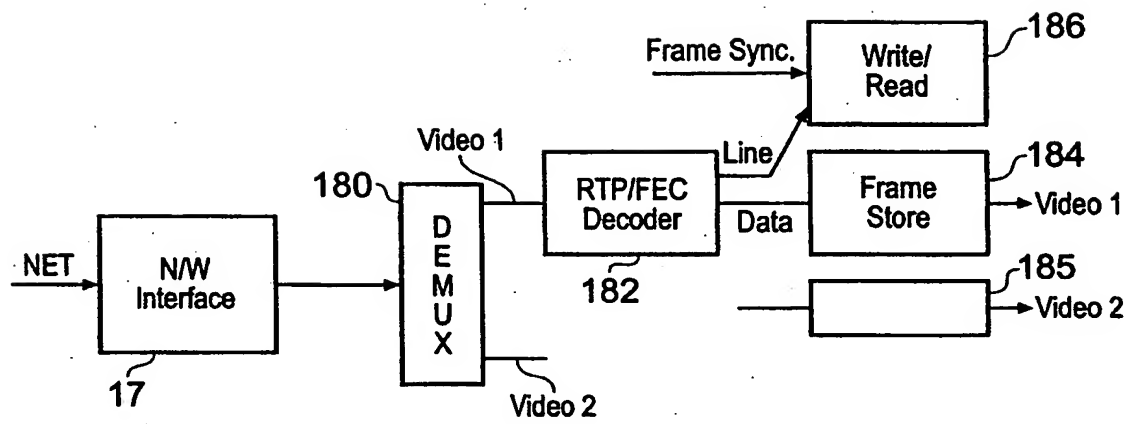 186
Frame Sync.
Write/
Read
Video 1
Line
184
180
RTP/FEC
Decoder
Frame
Store
Video 1
Data
DEMUX
NET
N/W
Interface
182
185
Video 2
17
Video 2